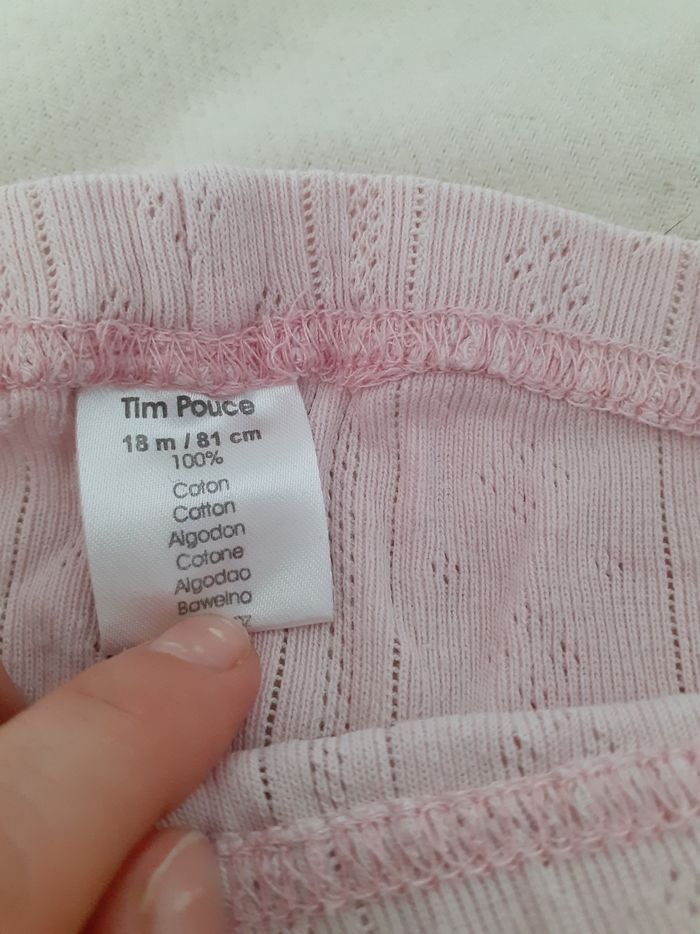 Tim Pouce
18 m / 81 cm
100%
Coton
Cotton
Algodon
Cotone
Algodao
Bawelna